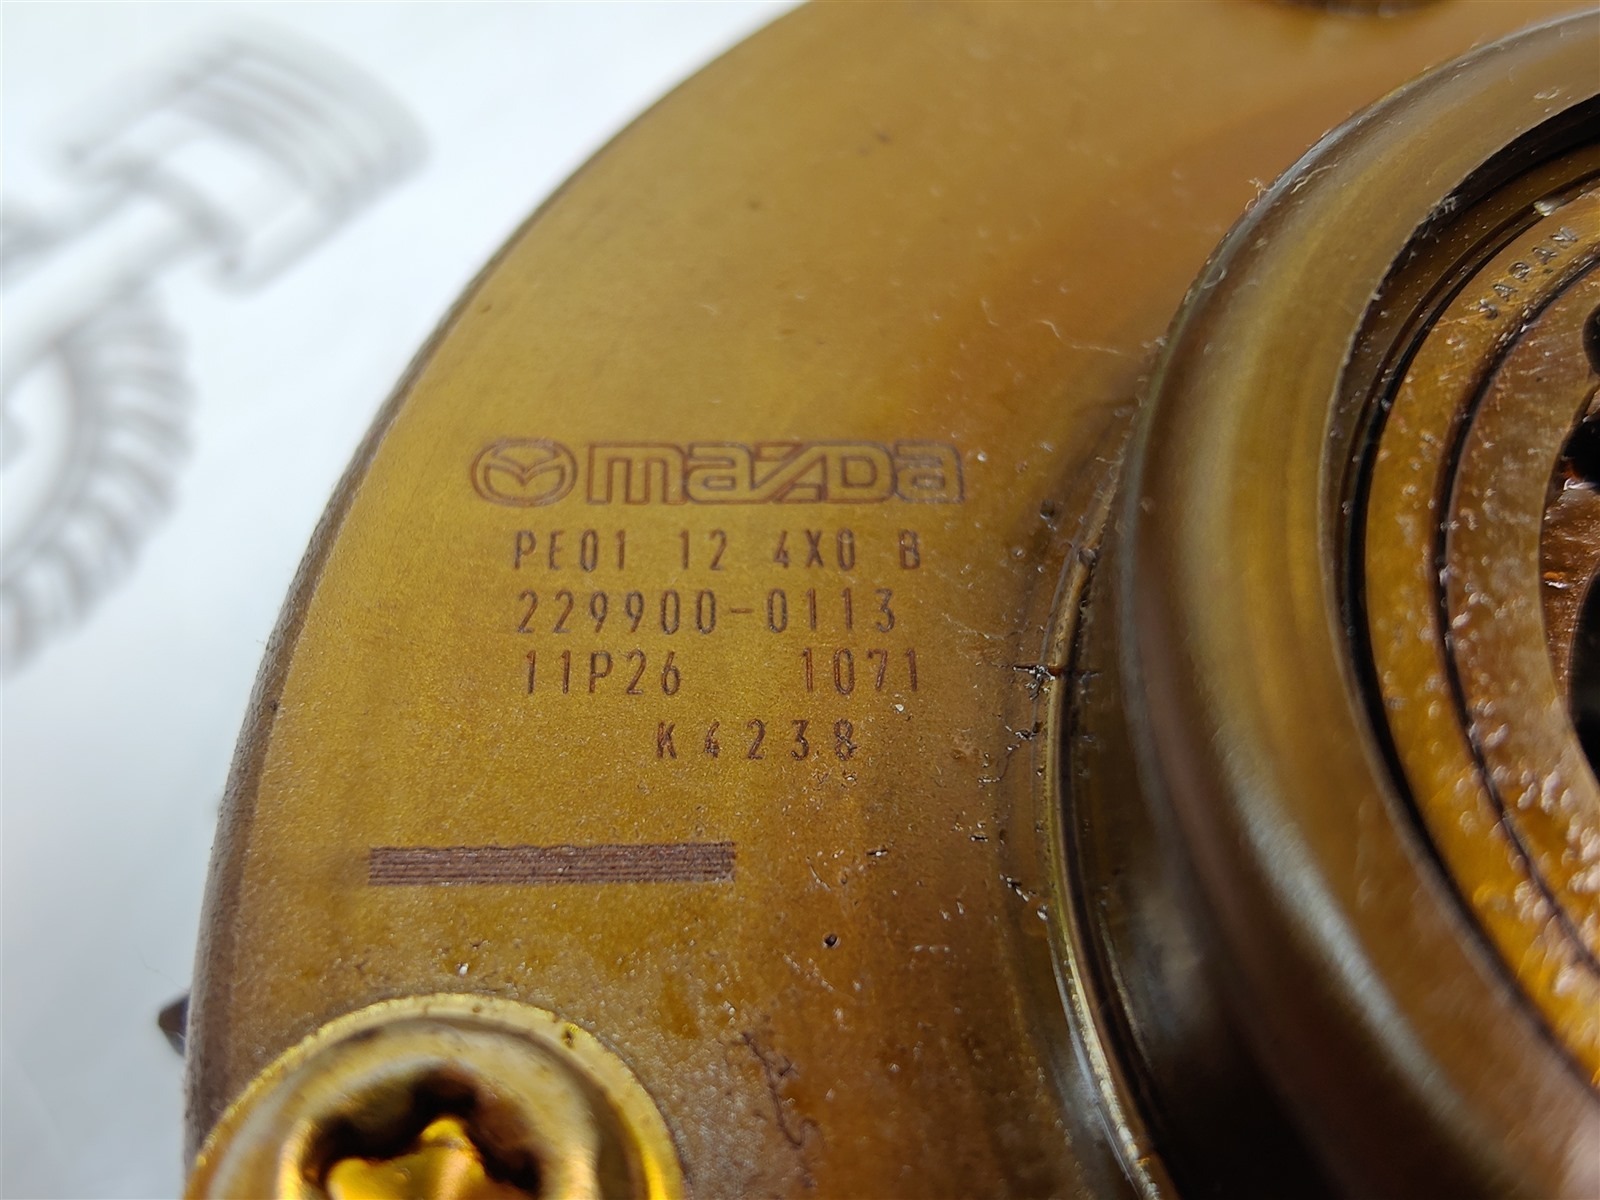 mazda
PE01 12 4X0 B
229900-0113
11P26 1071
K4238
JAPAN